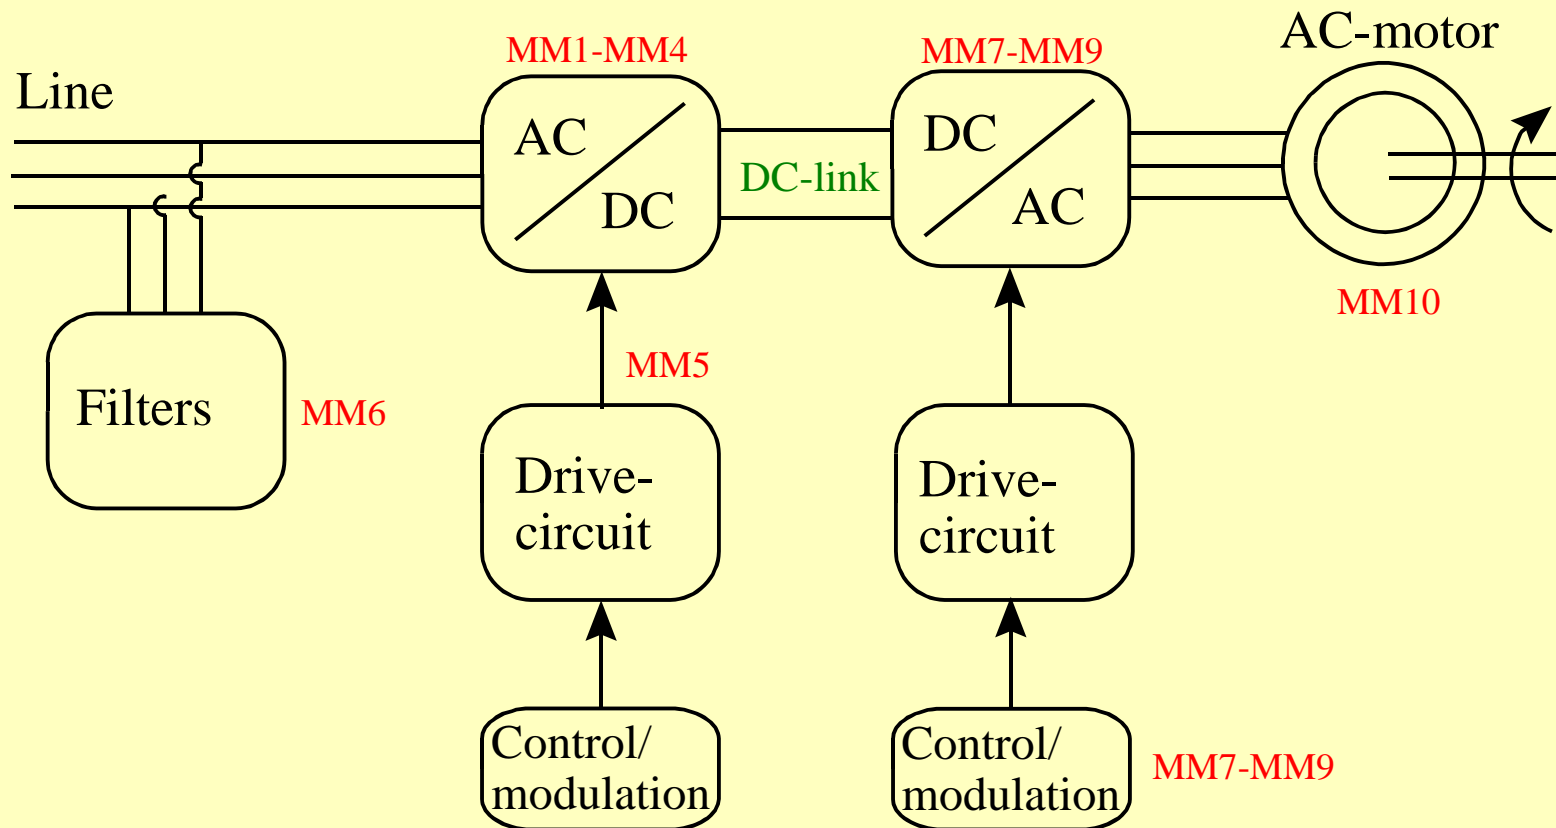 MM1-MM4
MM7-MM9
AC-motor
Line
AC
DC
DC-link
DC
AC
MM10
MM5
Filters
MM6
Drive-
circuit
Drive-
circuit
Control/
modulation
Control/
modulation
MM7-MM9